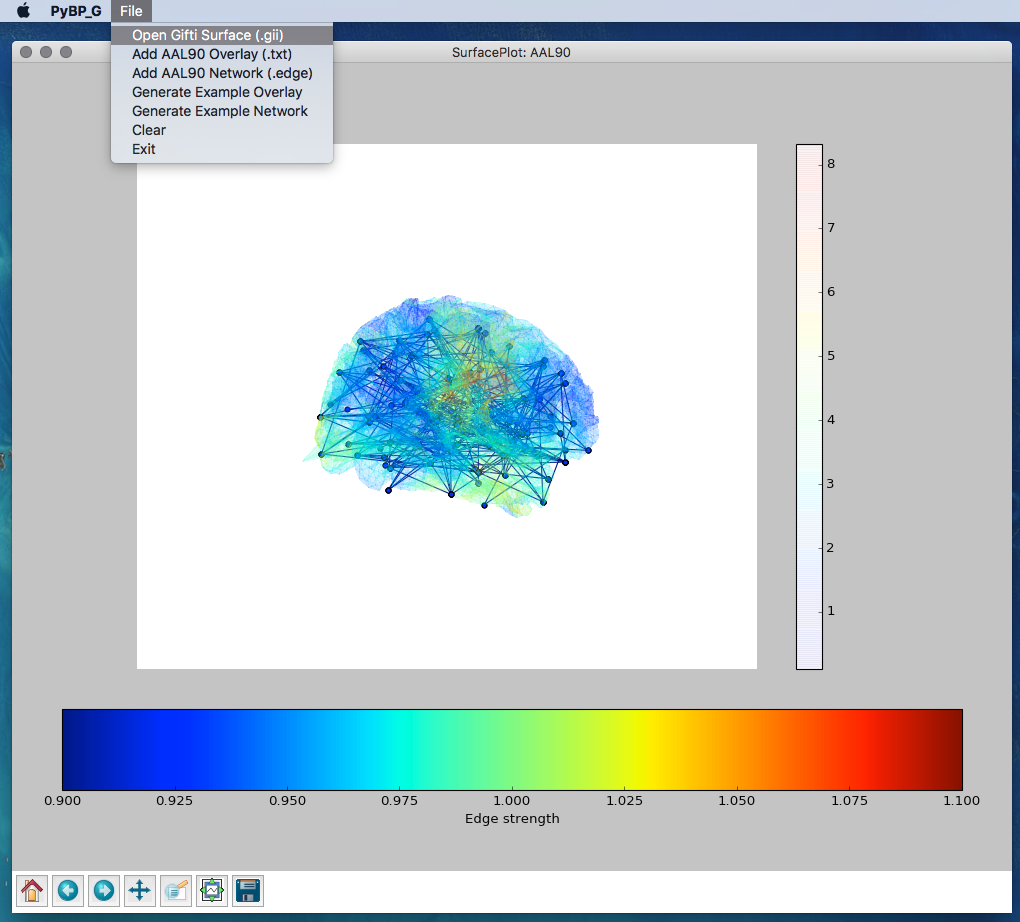 PyBP_G File
Open Gifti Surface (.gii)
SurfacePlot: AAL90
Add AAL90 Overlay (.txt)
Add AAL90 Network (.edge)
Generate Example Overlay
Generate Example Network
Clear
Exit
8
7
6
5
4
3
2
1
0.900 0.925 0.950 0.975 1.000 1.025 1.050 1.075 1.100
Edge strength